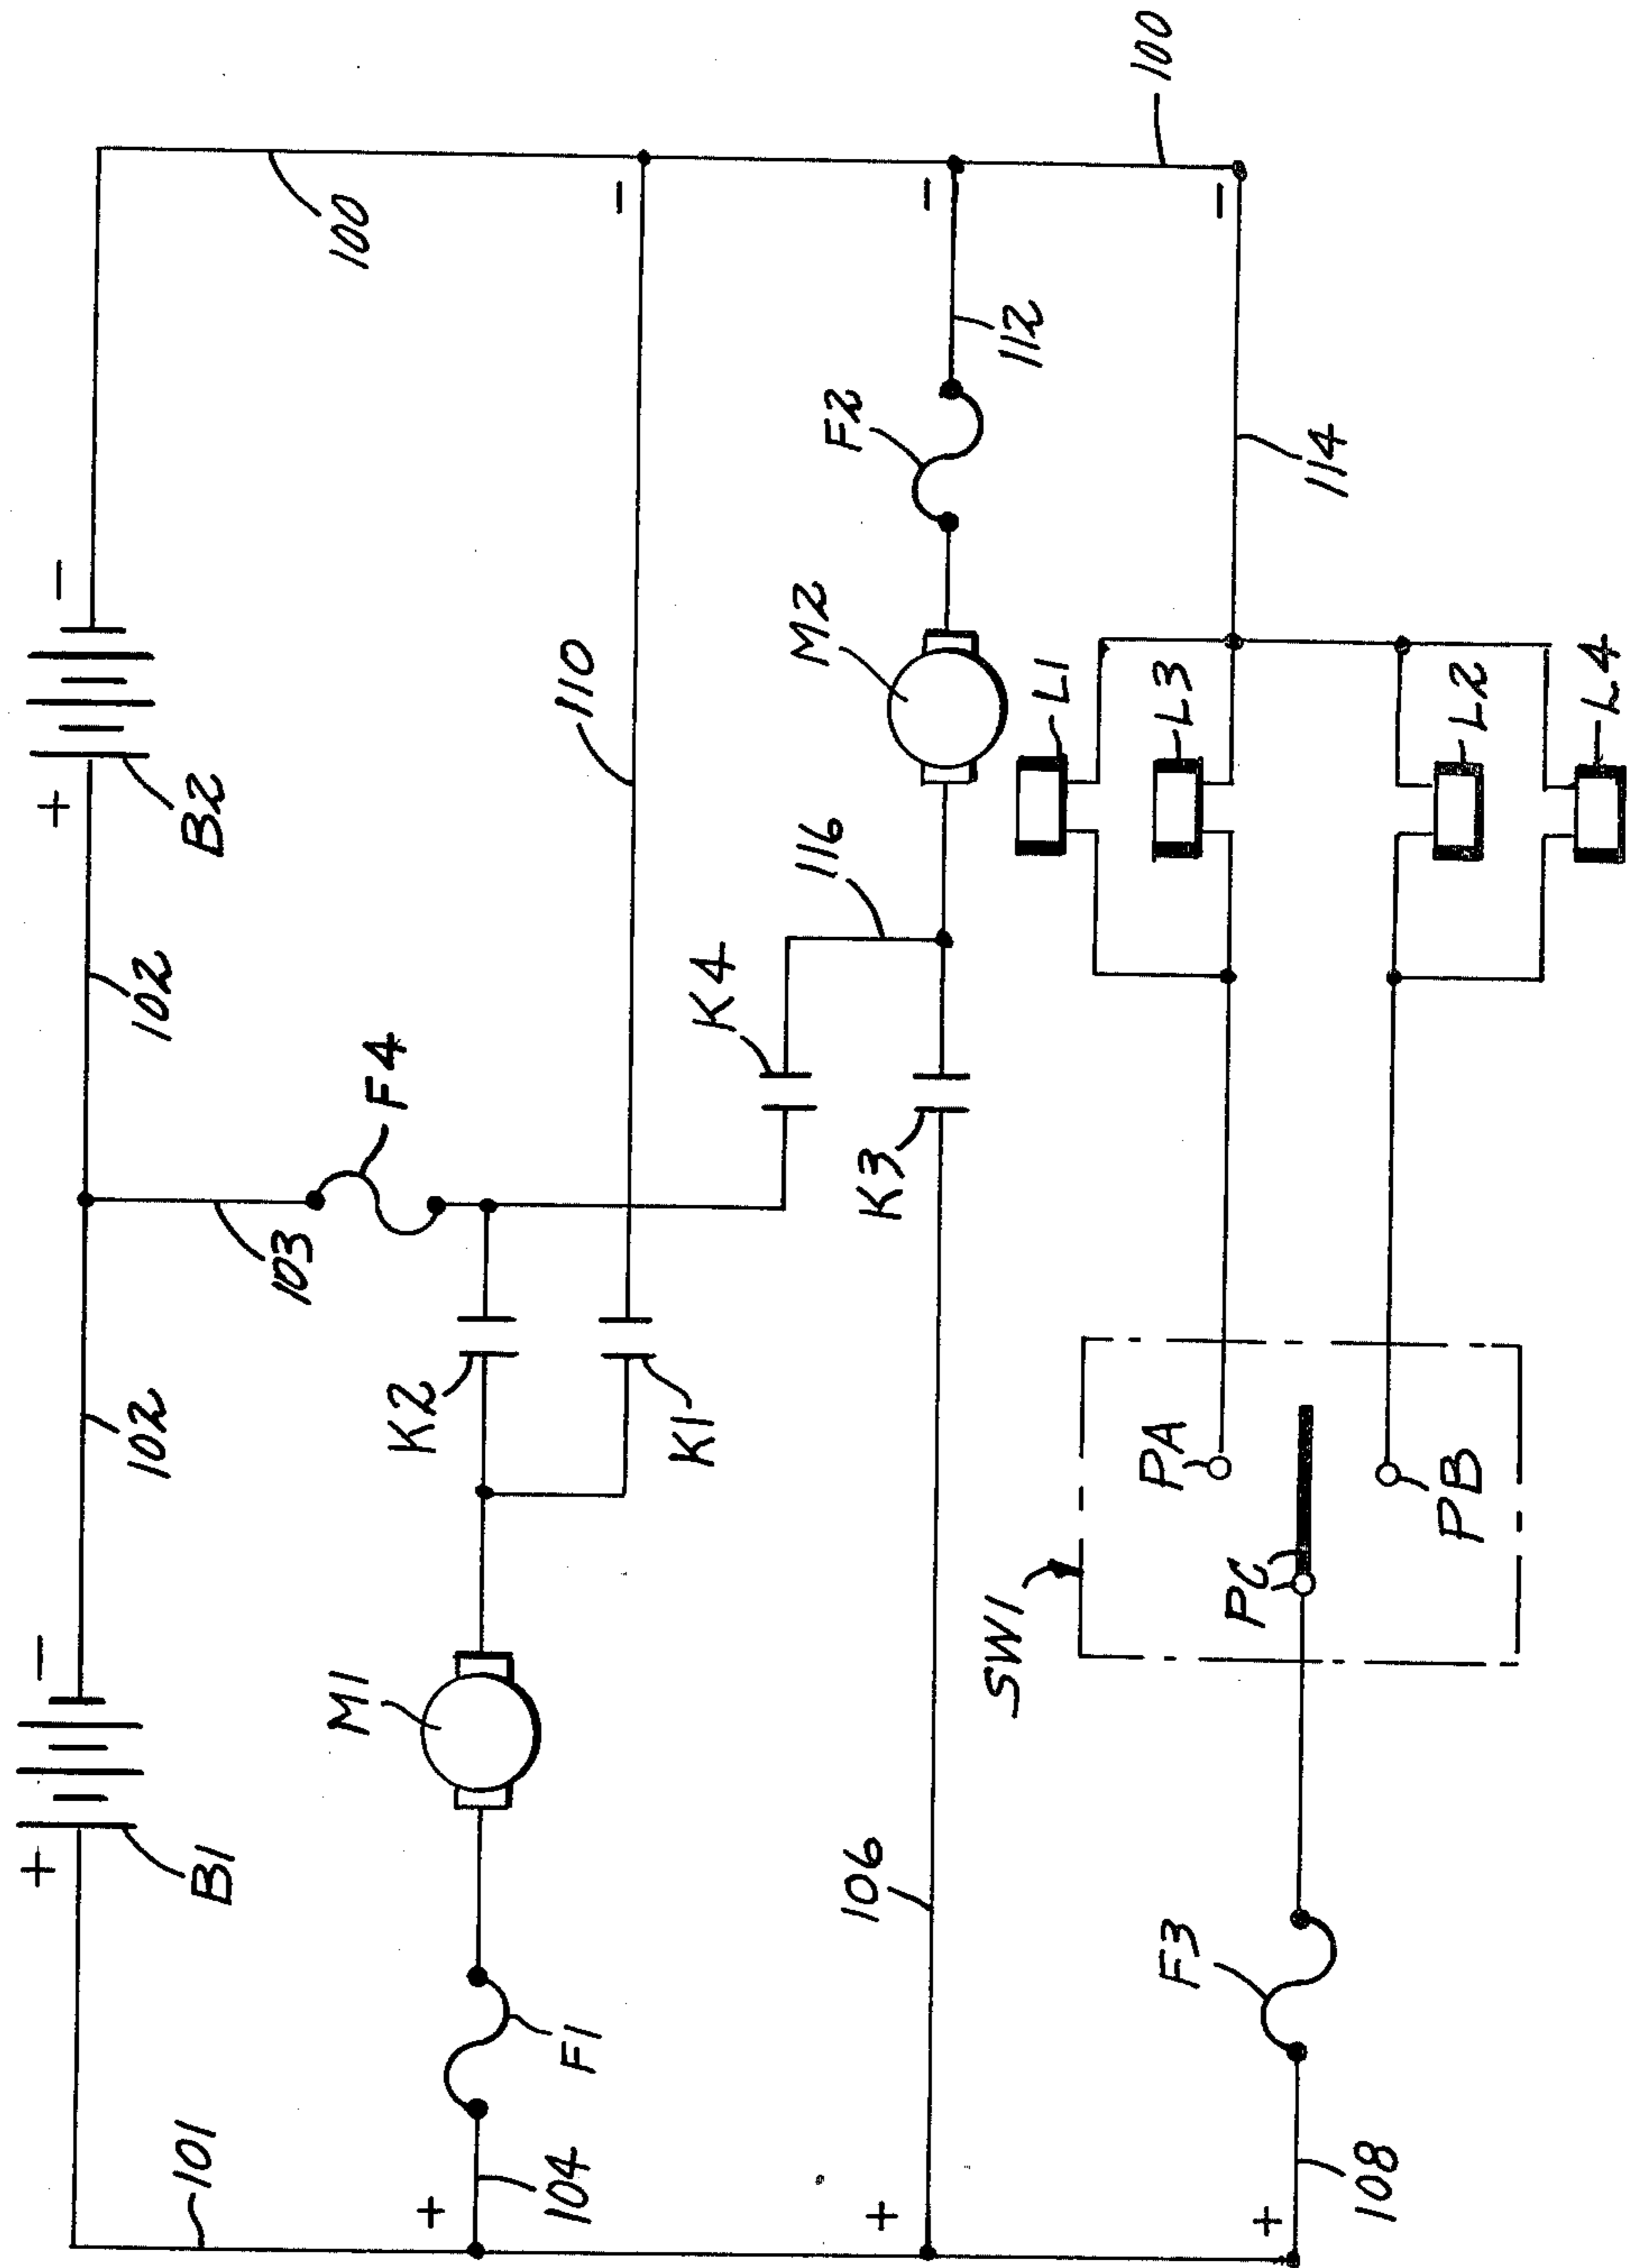 +
B1
−
102
+
B2
−
101
102
100
103
F4
+
104
F1
M1
K2
K1
110
−
K4
116
+
106
K3
M2
F2
112
−
SW1
PA
L1
100
+
108
F3
PC
PB
L3
114
−
L2
L4